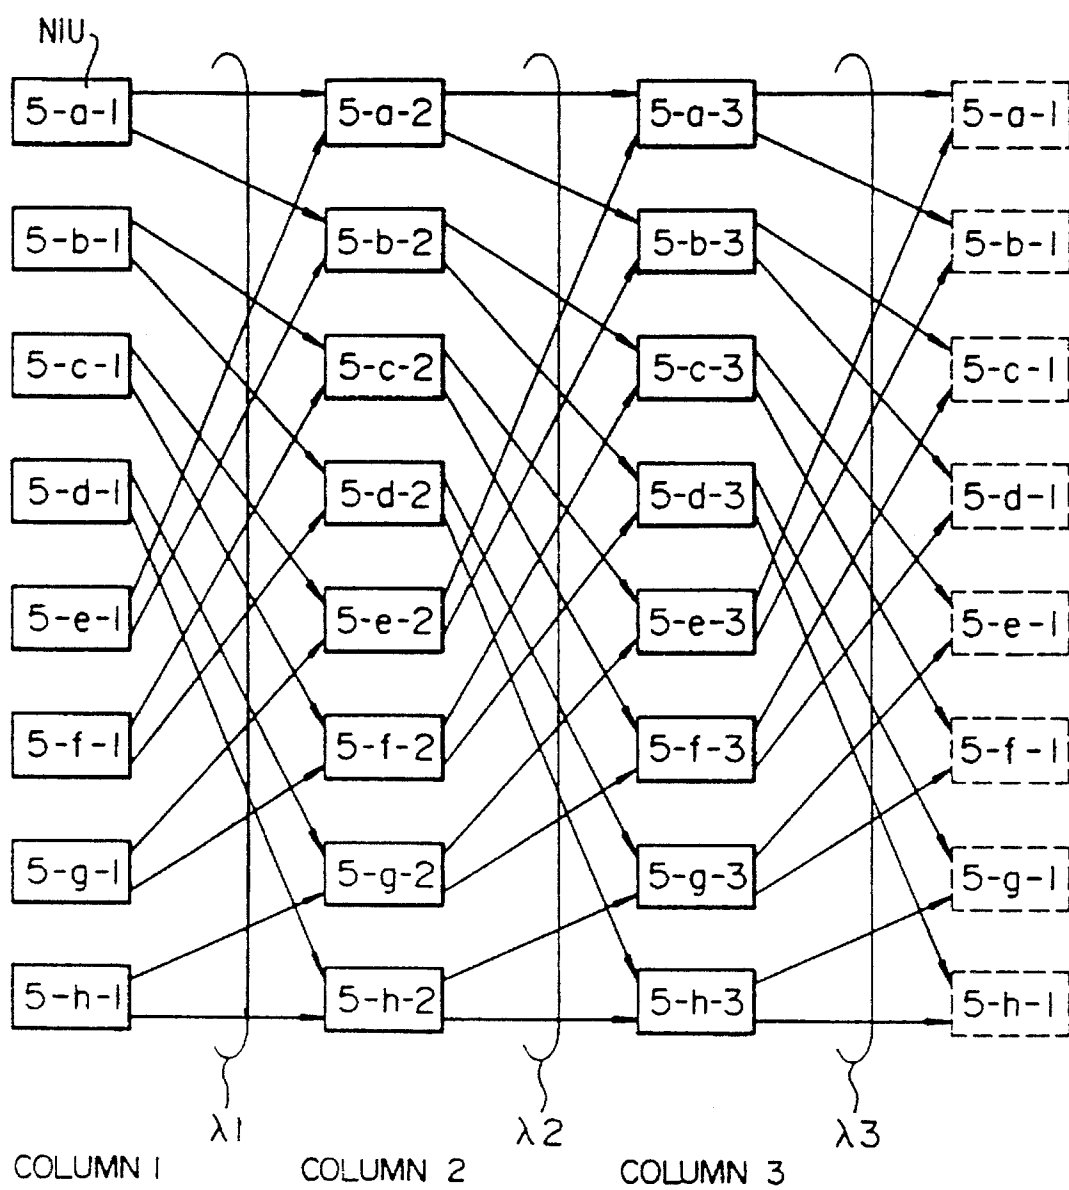 NIU
5-a-1 5-a-2 5-a-3 5-a-1
5-b-1 5-b-2 5-b-3 5-b-1
5-c-1 5-c-2 5-c-3 5-c-1
5-d-1 5-d-2 5-d-3 5-d-1
5-e-1 5-e-2 5-e-3 5-e-1
5-f-1 5-f-2 5-f-3 5-f-1
5-g-1 5-g-2 5-g-3 5-g-1
5-h-1 5-h-2 5-h-3 5-h-1
λ1 λ2 λ3
COLUMN 1 COLUMN 2 COLUMN 3